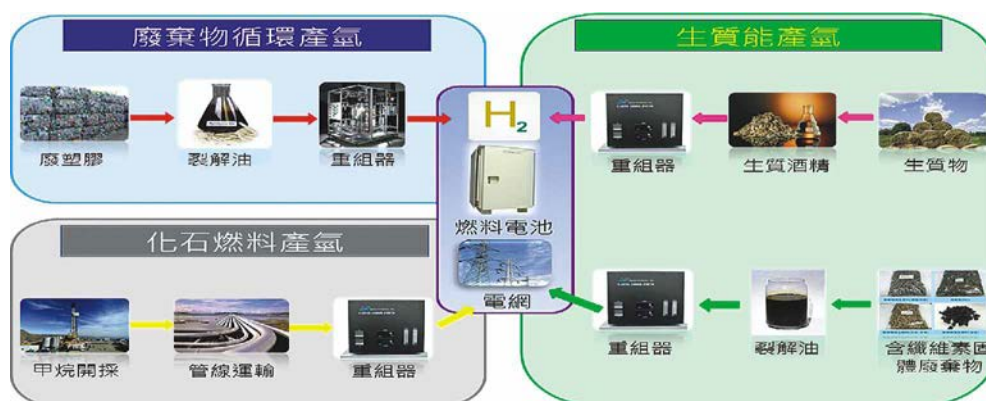 廢棄物循環產氫
廢塑膠
裂解油
重組器
H2
燃料電池
電網
生質能產氫
重組器
生質酒精
生質物
化石燃料產氫
甲烷開採
管線運輸
重組器
重組器
裂解油
含纖維素固
體廢棄物